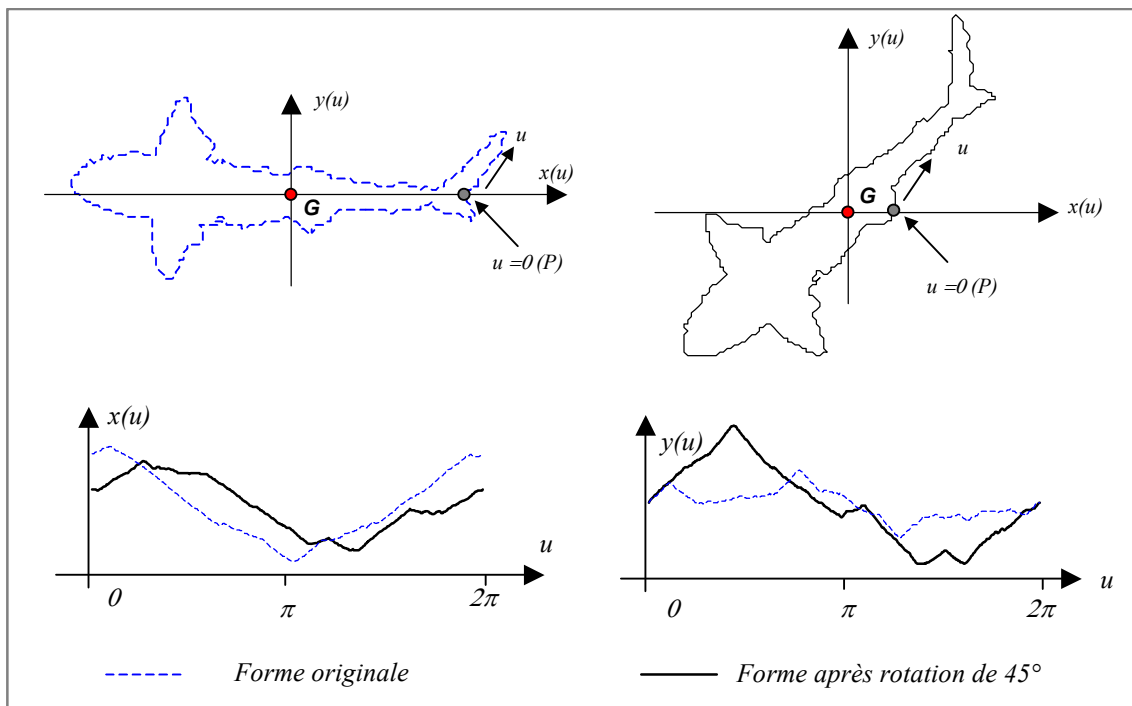 y(u)
u
x(u)
G
u =0 (P)
y(u)
u
G
x(u)
u =0 (P)
x(u)
u
0
π
2π
y(u)
u
0
π
2π
Forme originale
Forme après rotation de 45°